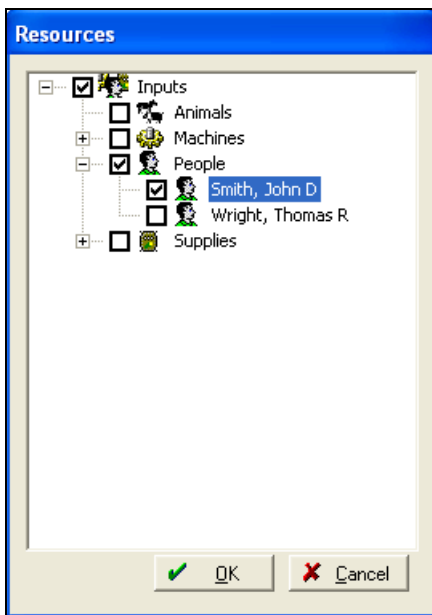 Resources
Inputs
Animals
Machines
People
Smith, John D
Wright, Thomas R
Supplies
OK Cancel